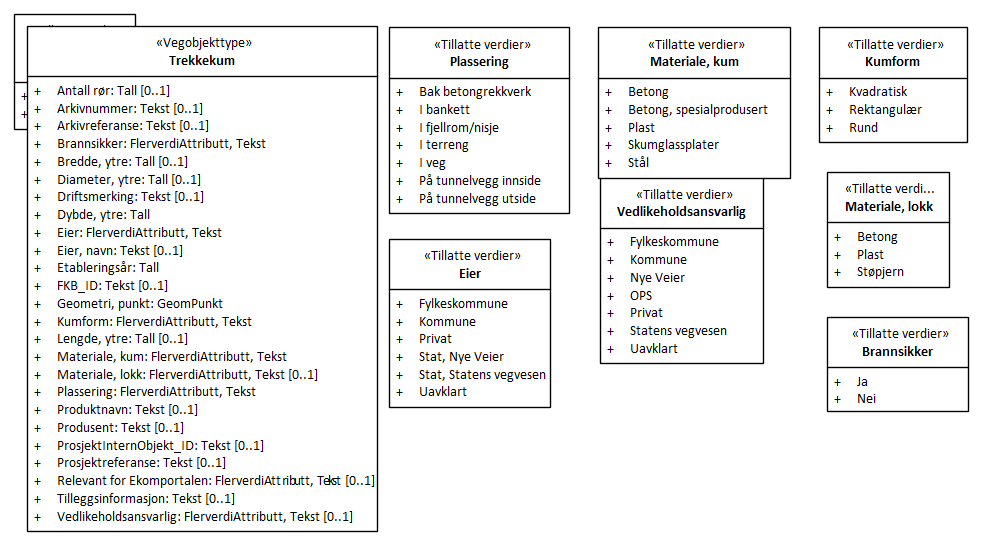 «Vegobjekttype»
Trekkekum
+ Antall rør: Tall [0..1]
+ Arkivnummer: Tekst [0..1]
+ Arkivreferanse: Tekst [0..1]
+ Brannsikker: FlerverdiAttributt, Tekst
+ Bredde, ytre: Tall [0..1]
+ Diameter, ytre: Tall [0..1]
+ Driftsmerking: Tekst [0..1]
+ Dybde, ytre: Tall
+ Eier: FlerverdiAttributt, Tekst
+ Eier, navn: Tekst [0..1]
+ Etableringsår: Tall
+ FKB_ID: Tekst [0..1]
+ Geometri, punkt: GeomPunkt
+ Kumform: FlerverdiAttributt, Tekst
+ Lengde, ytre: Tall [0..1]
+ Materiale, kum: FlerverdiAttributt, Tekst
+ Materiale, lokk: FlerverdiAttributt, Tekst [0..1]
+ Plassering: FlerverdiAttributt, Tekst
+ Produktnavn: Tekst [0..1]
+ Produsent: Tekst [0..1]
+ ProsjektInternObjekt_ID: Tekst [0..1]
+ Prosjektreferanse: Tekst [0..1]
+ Relevant for Ekomportalen: FlerverdiAttributt, Tekst [0..1]
+ Tilleggsinformasjon: Tekst [0..1]
+ Vedlikeholdsansvarlig: FlerverdiAttributt, Tekst [0..1]
«Tillatte verdier»
Plassering
+ Bak betongrekkverk
+ I bankett
+ I fjellrom/nisje
+ I terreng
+ I veg
+ På tunnelvegg innside
+ På tunnelvegg utside
«Tillatte verdier»
Eier
+ Fylkeskommune
+ Kommune
+ Privat
+ Stat, Nye Veier
+ Stat, Statens vegvesen
+ Uavklart
«Tillatte verdier»
Materiale, kum
+ Betong
+ Betong, spesialprodusert
+ Plast
+ Skumglassplater
+ Stål
«Tillatte verdier»
Vedlikeholdsansvarlig
+ Fylkeskommune
+ Kommune
+ Nye Veier
+ OPS
+ Privat
+ Statens vegvesen
+ Uavklart
«Tillatte verdier»
Kumform
+ Kvadratisk
+ Rektangulær
+ Rund
«Tillatte verdi...
Materiale, lokk
+ Betong
+ Plast
+ Støpjern
«Tillatte verdier»
Brannsikker
+ Ja
+ Nei